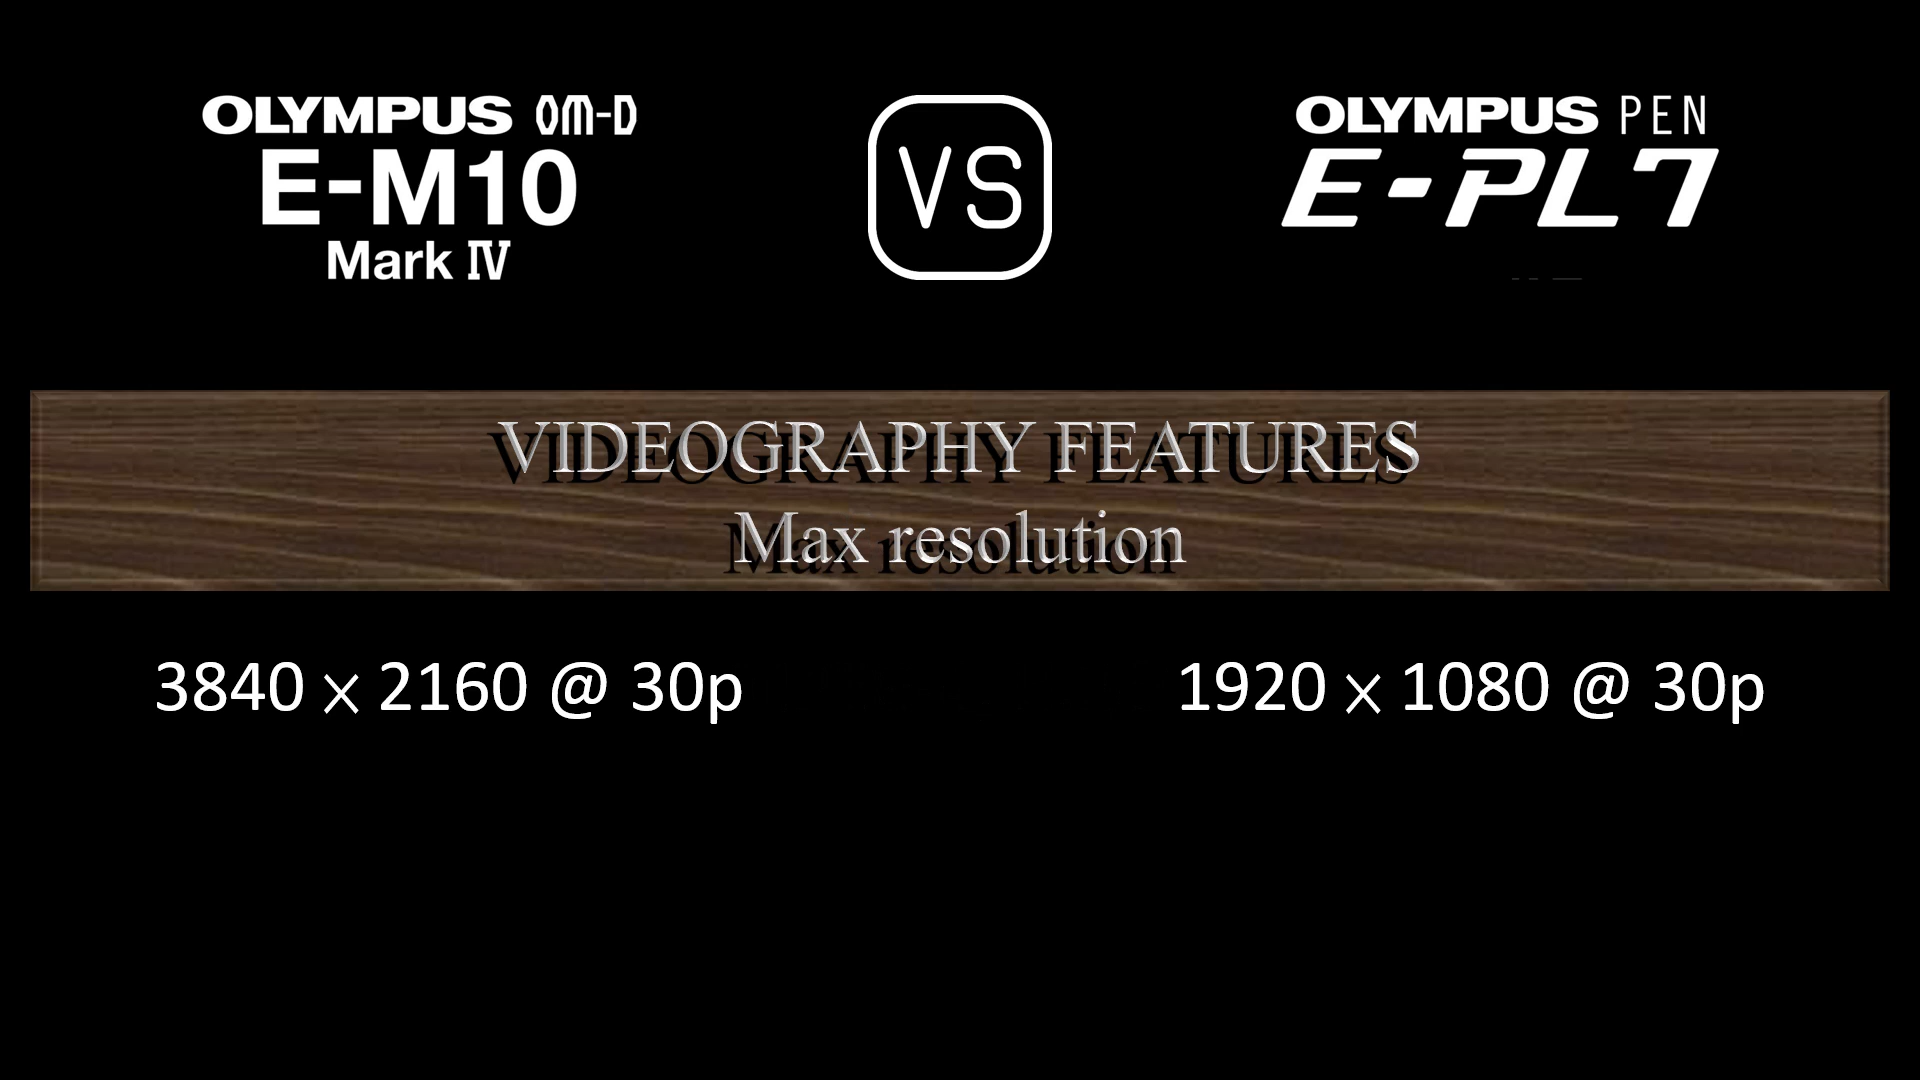 OLYMPUS OM-D
E-M10
Mark IV
VS
OLYMPUS PEN
E-PL7
VIDEOGRAPHY FEATURES
Max resolution
3840 x 2160 @ 30p
1920 x 1080 @ 30p